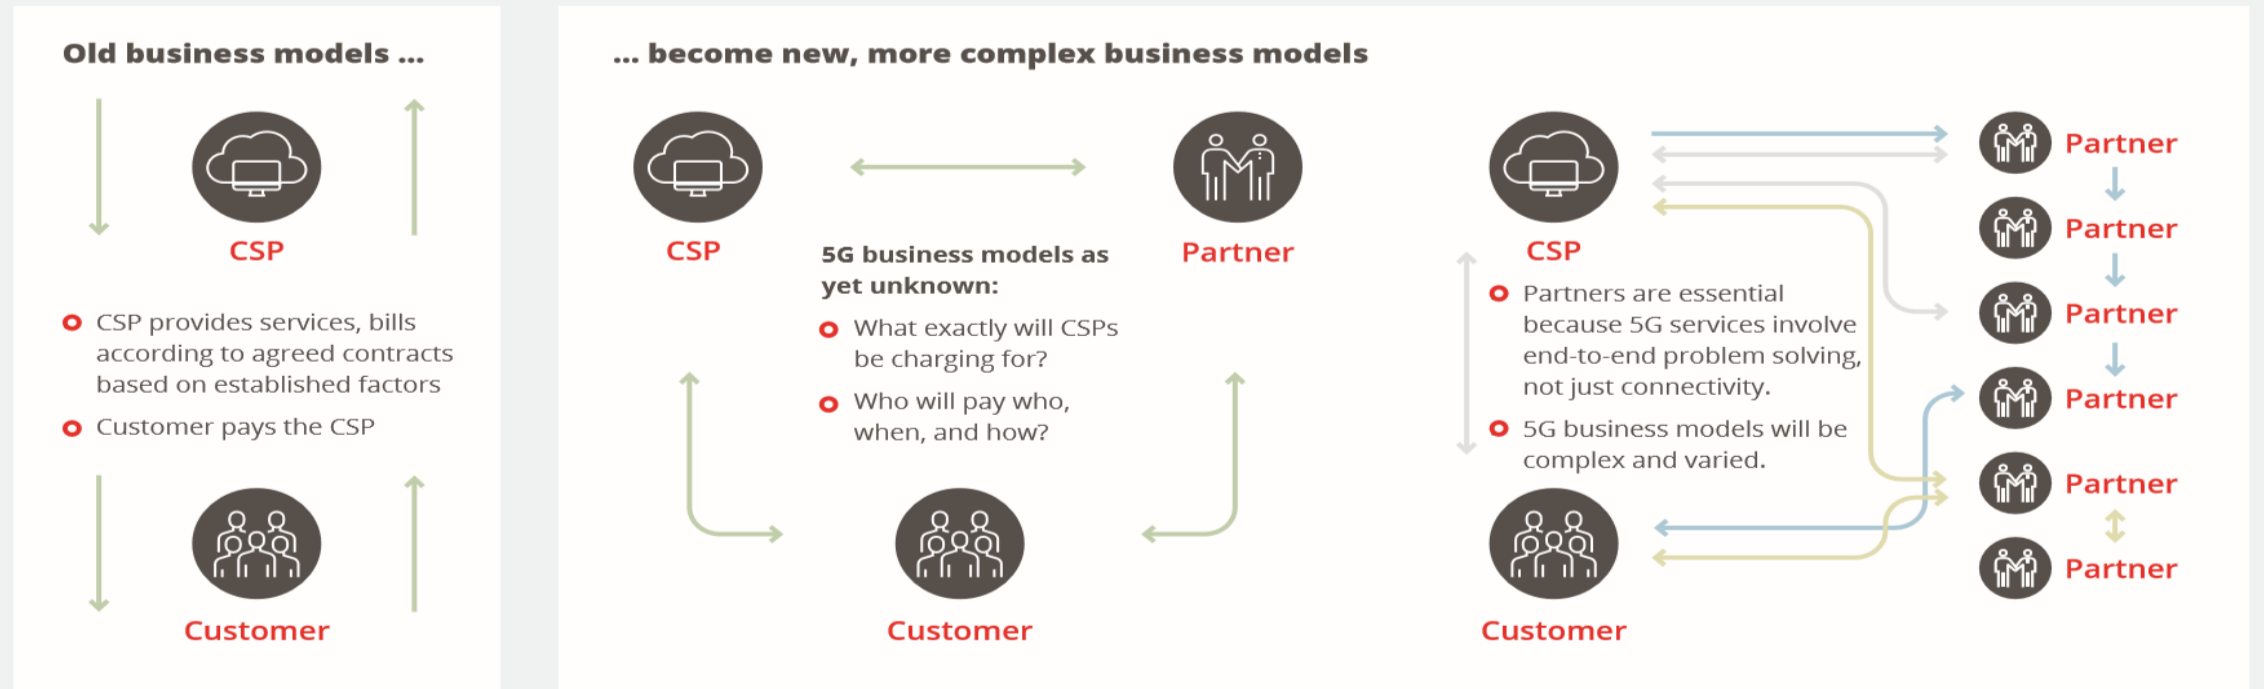 Old business models ...
CSP
CSP provides services, bills
according to agreed contracts
based on established factors
Customer pays the CSP
Customer
... become new, more complex business models
CSP
Partner
5G business models as
yet unknown:
What exactly will CSPs
be charging for?
Who will pay who,
when, and how?
Customer
CSP
Partners are essential
because 5G services involve
end-to-end problem solving,
not just connectivity.
5G business models will be
complex and varied.
Customer
Partner
Partner
Partner
Partner
Partner
Partner